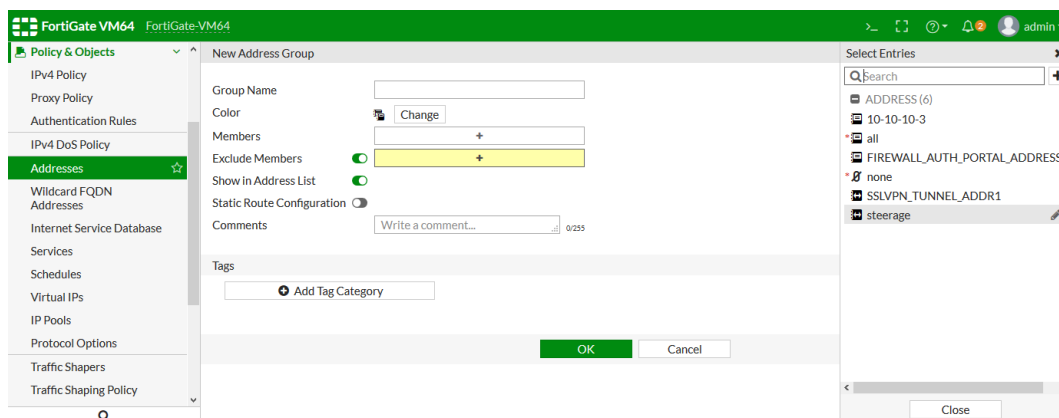 FortiGate VM64 FortiGate-VM64
>_ admin
2
Policy & Objects
IPv4 Policy
Proxy Policy
Authentication Rules
IPv4 DoS Policy
Addresses
Wildcard FQDN
Addresses
Internet Service Database
Services
Schedules
Virtual IPs
IP Pools
Protocol Options
Traffic Shapers
Traffic Shaping Policy
New Address Group
Group Name
Color Change
Members +
Exclude Members +
Show in Address List
Static Route Configuration
Comments Write a comment... 0/255
Tags
Add Tag Category
OK Cancel
Select Entries
Search
ADDRESS (6)
10-10-10-3
* all
FIREWALL_AUTH_PORTAL_ADDRESS
* none
SSLVPN_TUNNEL_ADDR1
steerage
Close